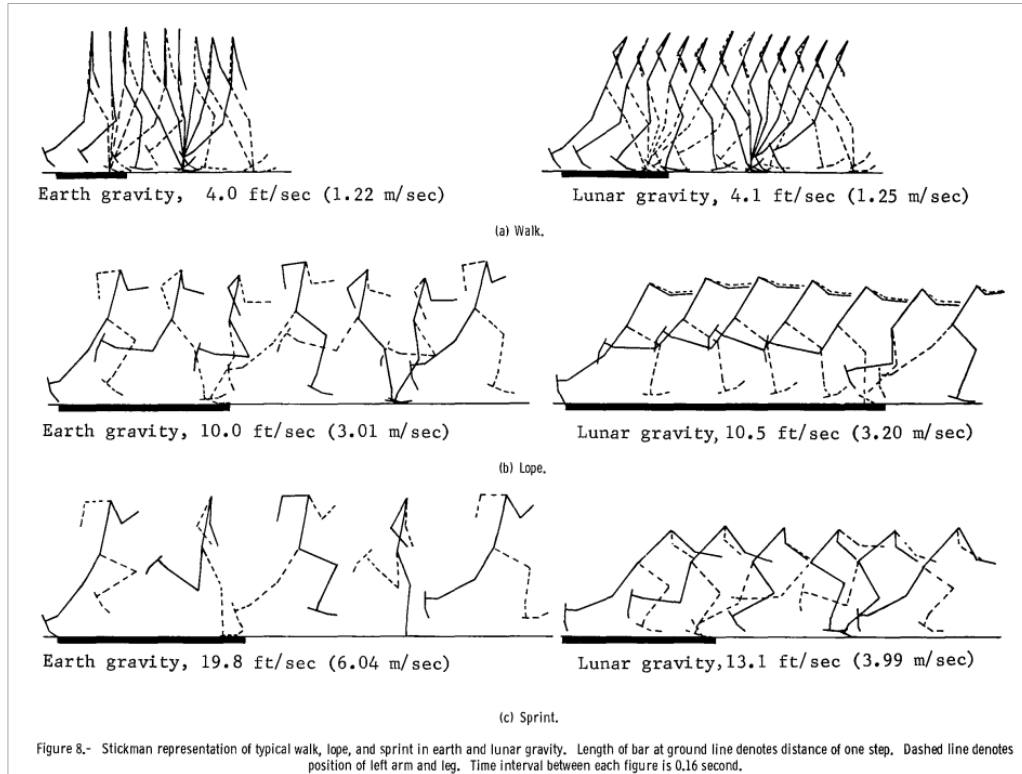 Earth gravity, 4.0 ft/sec (1.22 m/sec)
Lunar gravity, 4.1 ft/sec (1.25 m/sec)
(a) Walk.
Earth gravity, 10.0 ft/sec (3.01 m/sec)
Lunar gravity, 10.5 ft/sec (3.20 m/sec)
(b) Lope.
Earth gravity, 19.8 ft/sec (6.04 m/sec)
Lunar gravity, 13.1 ft/sec (3.99 m/sec)
(c) Sprint.
Figure 8.- Stickman representation of typical walk, lope, and sprint in earth and lunar gravity. Length of bar at ground line denotes distance of one step. Dashed line denotes
position of left arm and leg. Time interval between each figure is 0.16 second.